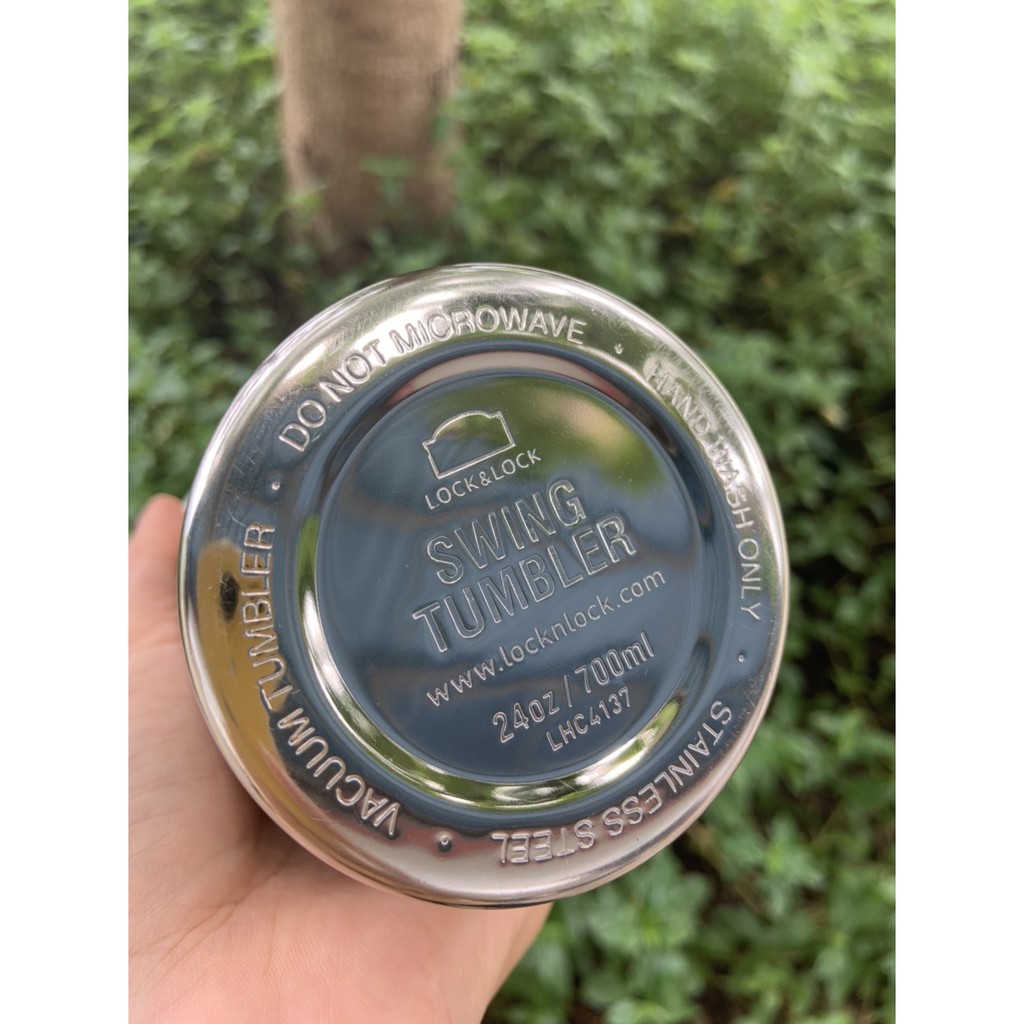 LOCK&LOCK
SWING
TUMBLER
www.locknlock.com
24oz / 700ml
LHC4137
DO NOT MICROWAVE
HAND WASH ONLY
STAINLESS STEEL
VACUUM TUMBLER